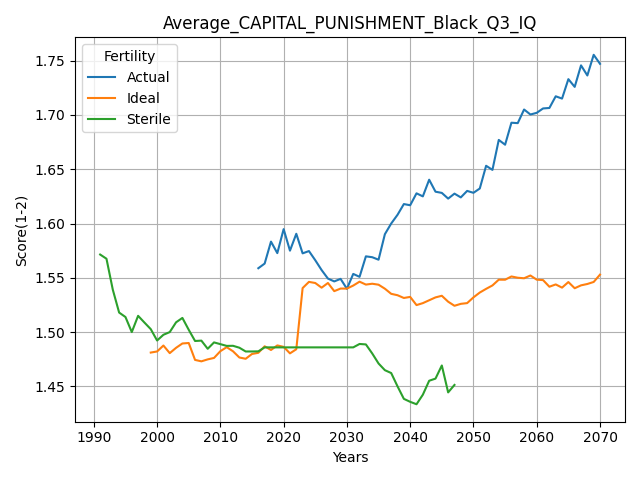 Average_CAPITAL_PUNISHMENT_Black_Q3_IQ
Fertility
Actual
Ideal
Sterile
1.75
1.70
1.65
1.60
1.55
1.50
1.45
Score(1-2)
1990
2000
2010
2020
2030
2040
2050
2060
2070
Years